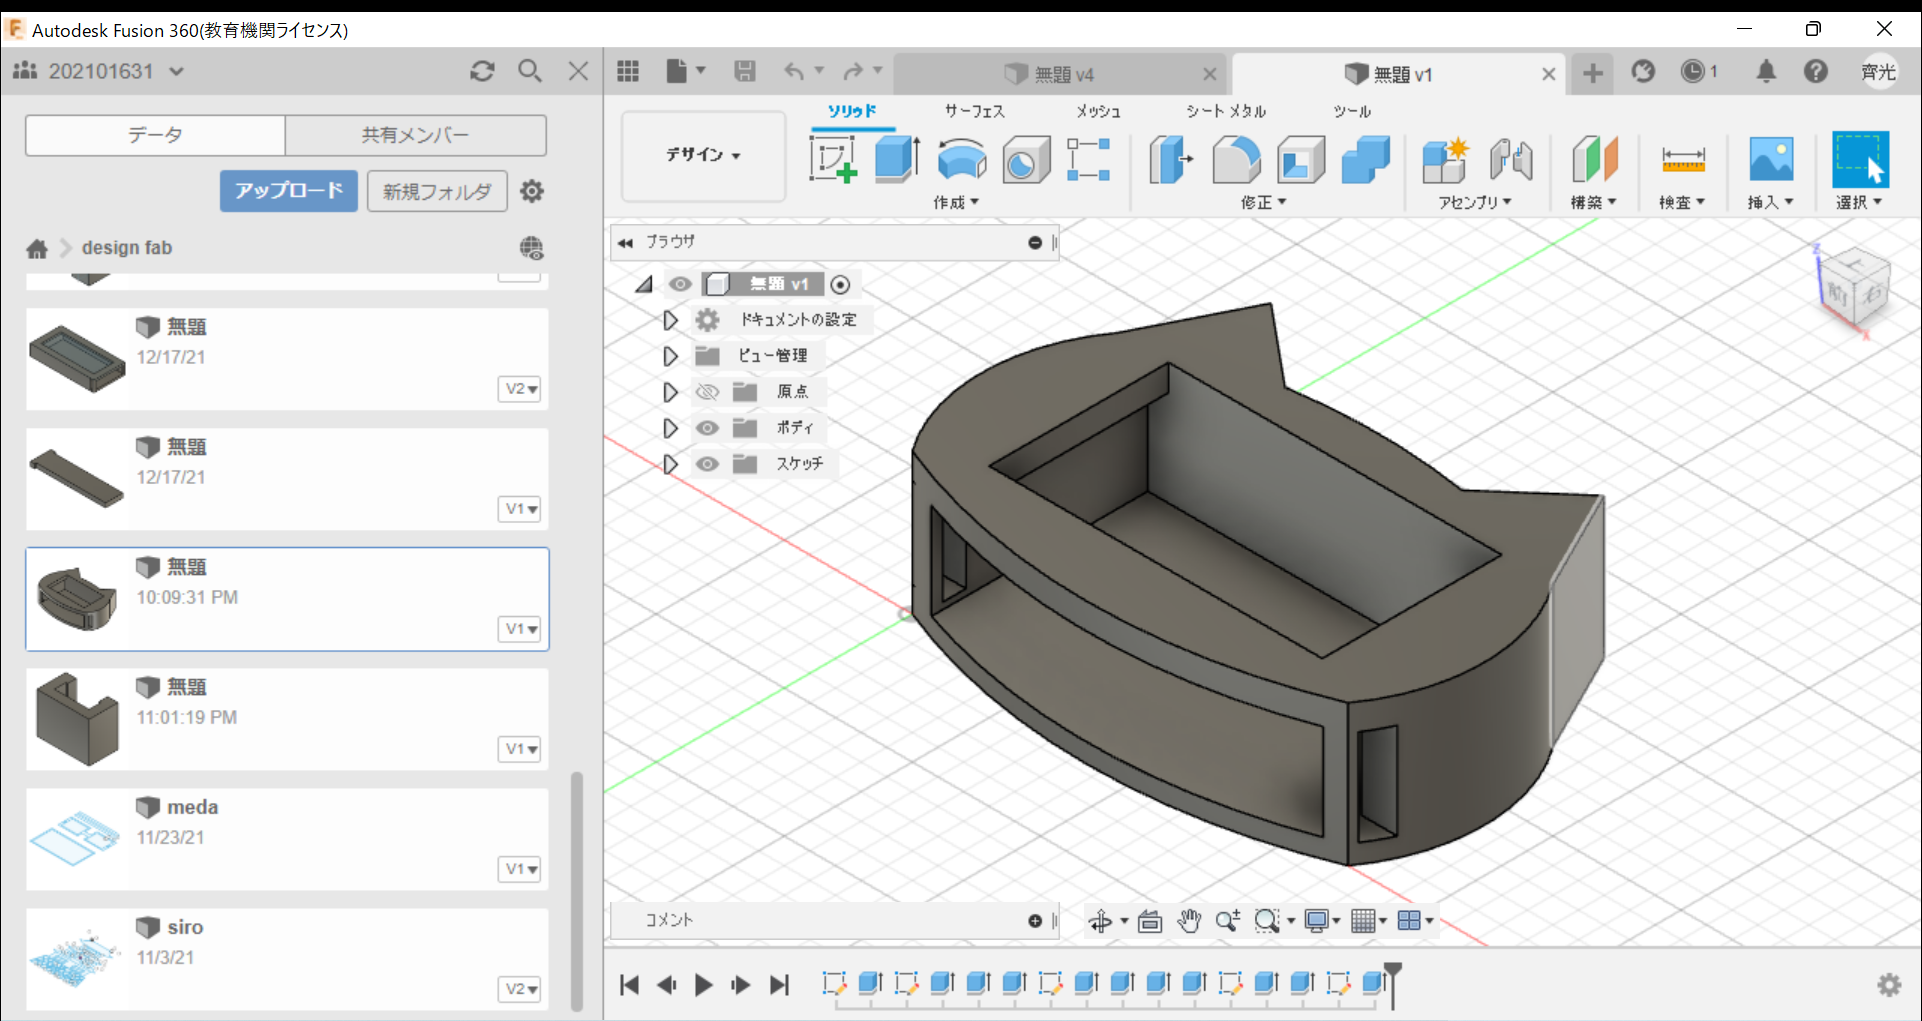 Autodesk Fusion 360(教育機関ライセンス)
202101631
無題 v4
無題 v1
1
齊光
データ
共有メンバー
アップロード
新規フォルダ
design fab
無題
12/17/21
V2
無題
12/17/21
V1
無題
10:09:31 PM
V1
無題
11:01:19 PM
V1
meda
11/23/21
V1
siro
11/3/21
V2
ソリッド
サーフェス
メッシュ
シート メタル
ツール
デザイン
作成
修正
アセンブリ
構築
検査
挿入
選択
ブラウザ
無題 v1
ドキュメントの設定
ビュー管理
原点
ボディ
スケッチ
Z
上
前
右
X
コメント